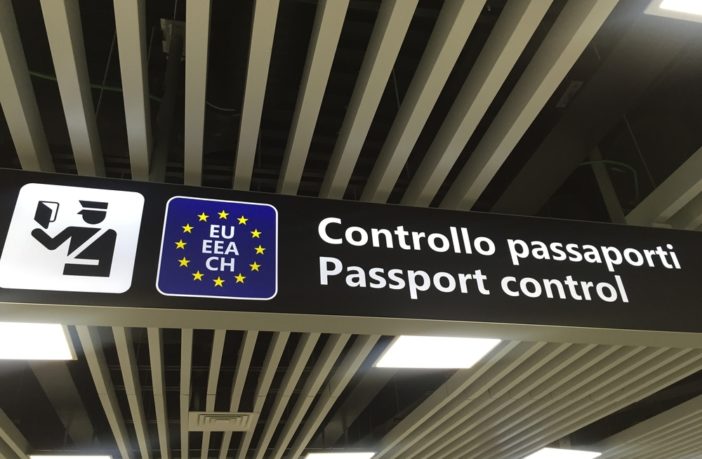 EU
EEA
CH
Controllo passaporti
Passport control